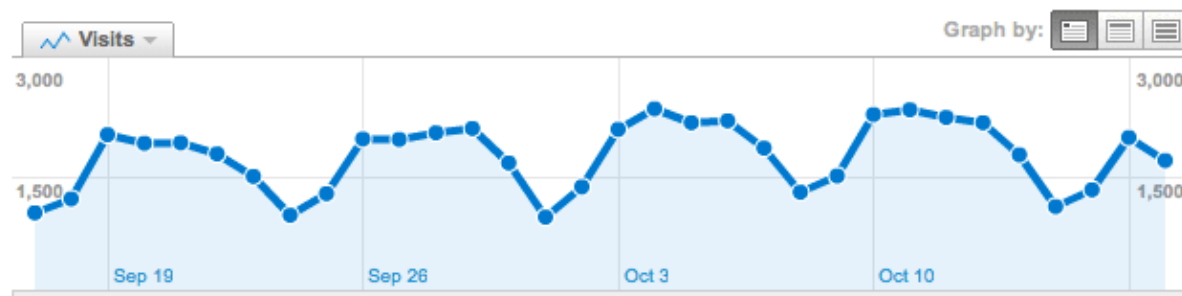 Visits
Graph by:
3,000
3,000
1,500
1,500
Sep 19
Sep 26
Oct 3
Oct 10